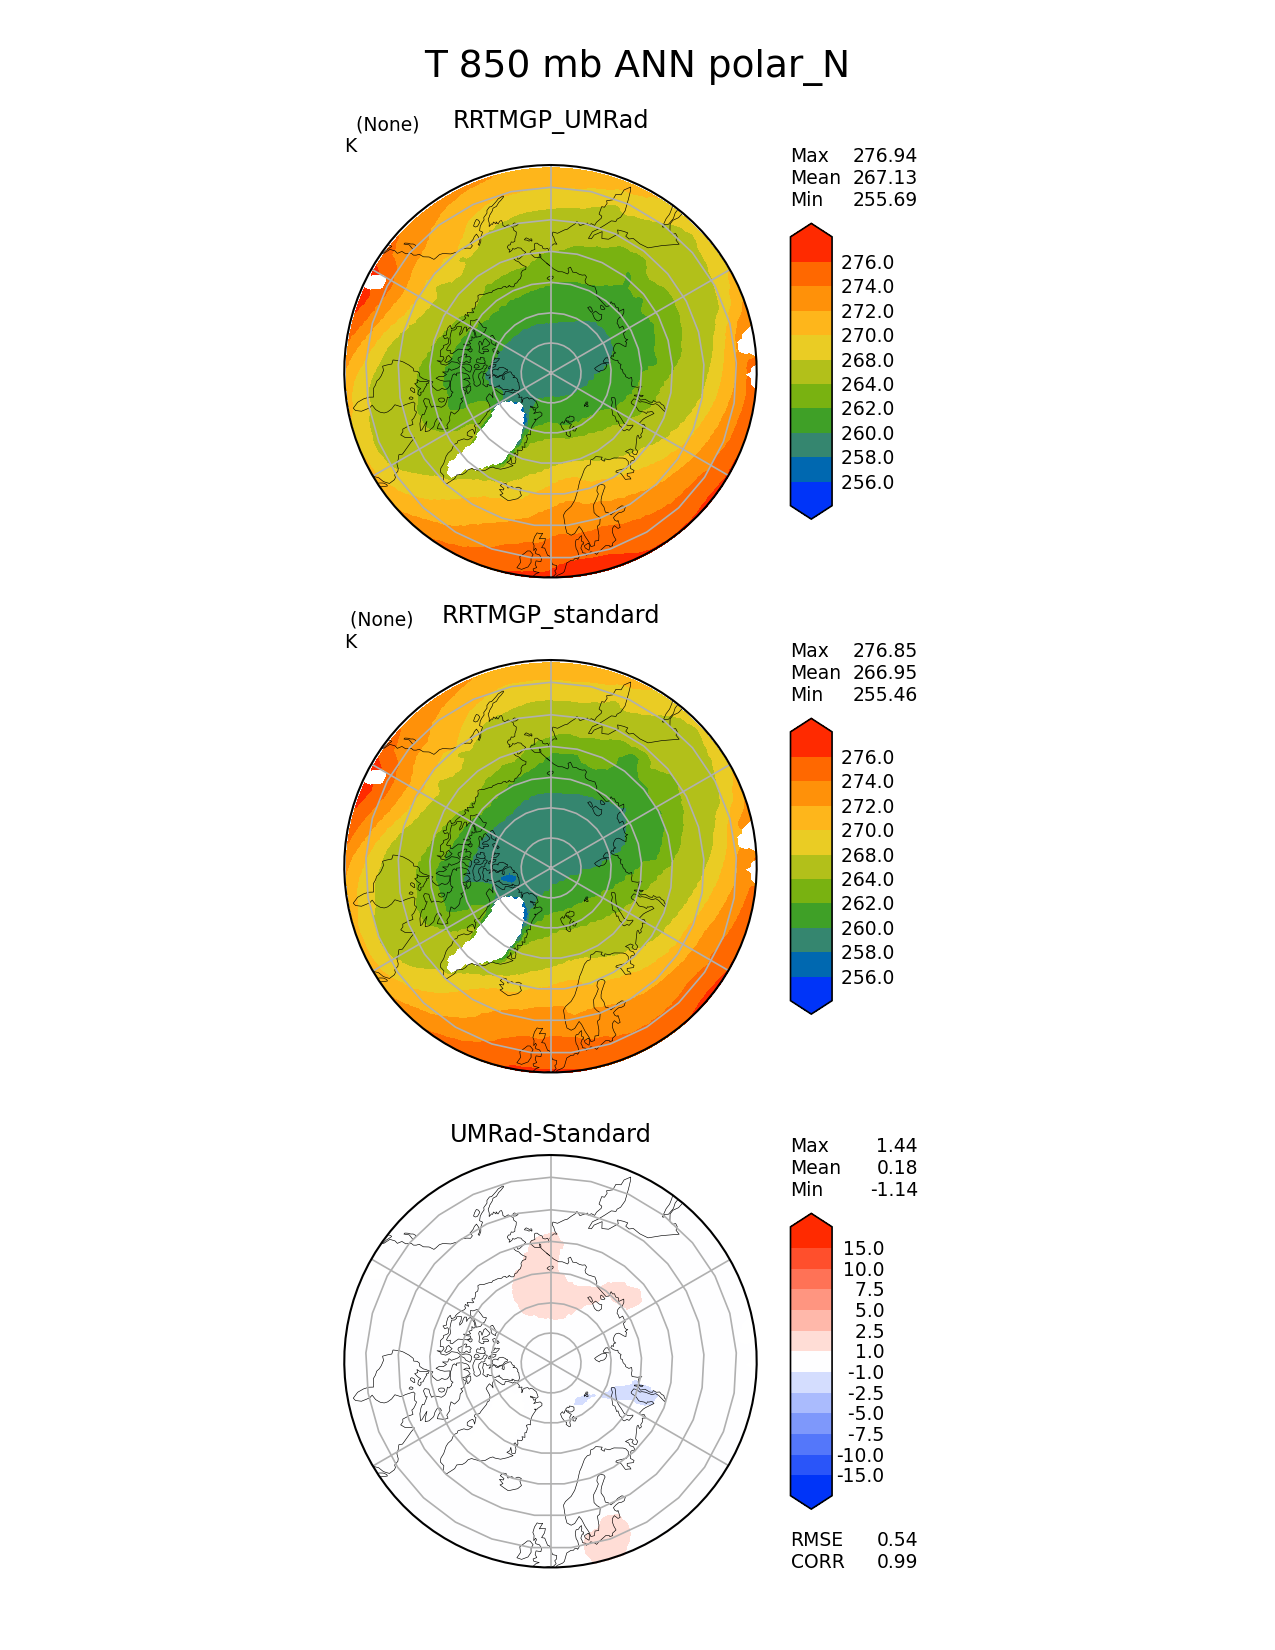 T 850 mb ANN polar_N
(None) RRTMGP_UMRad
K
Max 276.94
Mean 267.13
Min 255.69
276.0
274.0
272.0
270.0
268.0
264.0
262.0
260.0
258.0
256.0
(None) RRTMGP_standard
K
Max 276.85
Mean 266.95
Min 255.46
276.0
274.0
272.0
270.0
268.0
264.0
262.0
260.0
258.0
256.0
UMRad-Standard
Max 1.44
Mean 0.18
Min -1.14
15.0
10.0
7.5
5.0
2.5
1.0
-1.0
-2.5
-5.0
-7.5
-10.0
-15.0
RMSE 0.54
CORR 0.99